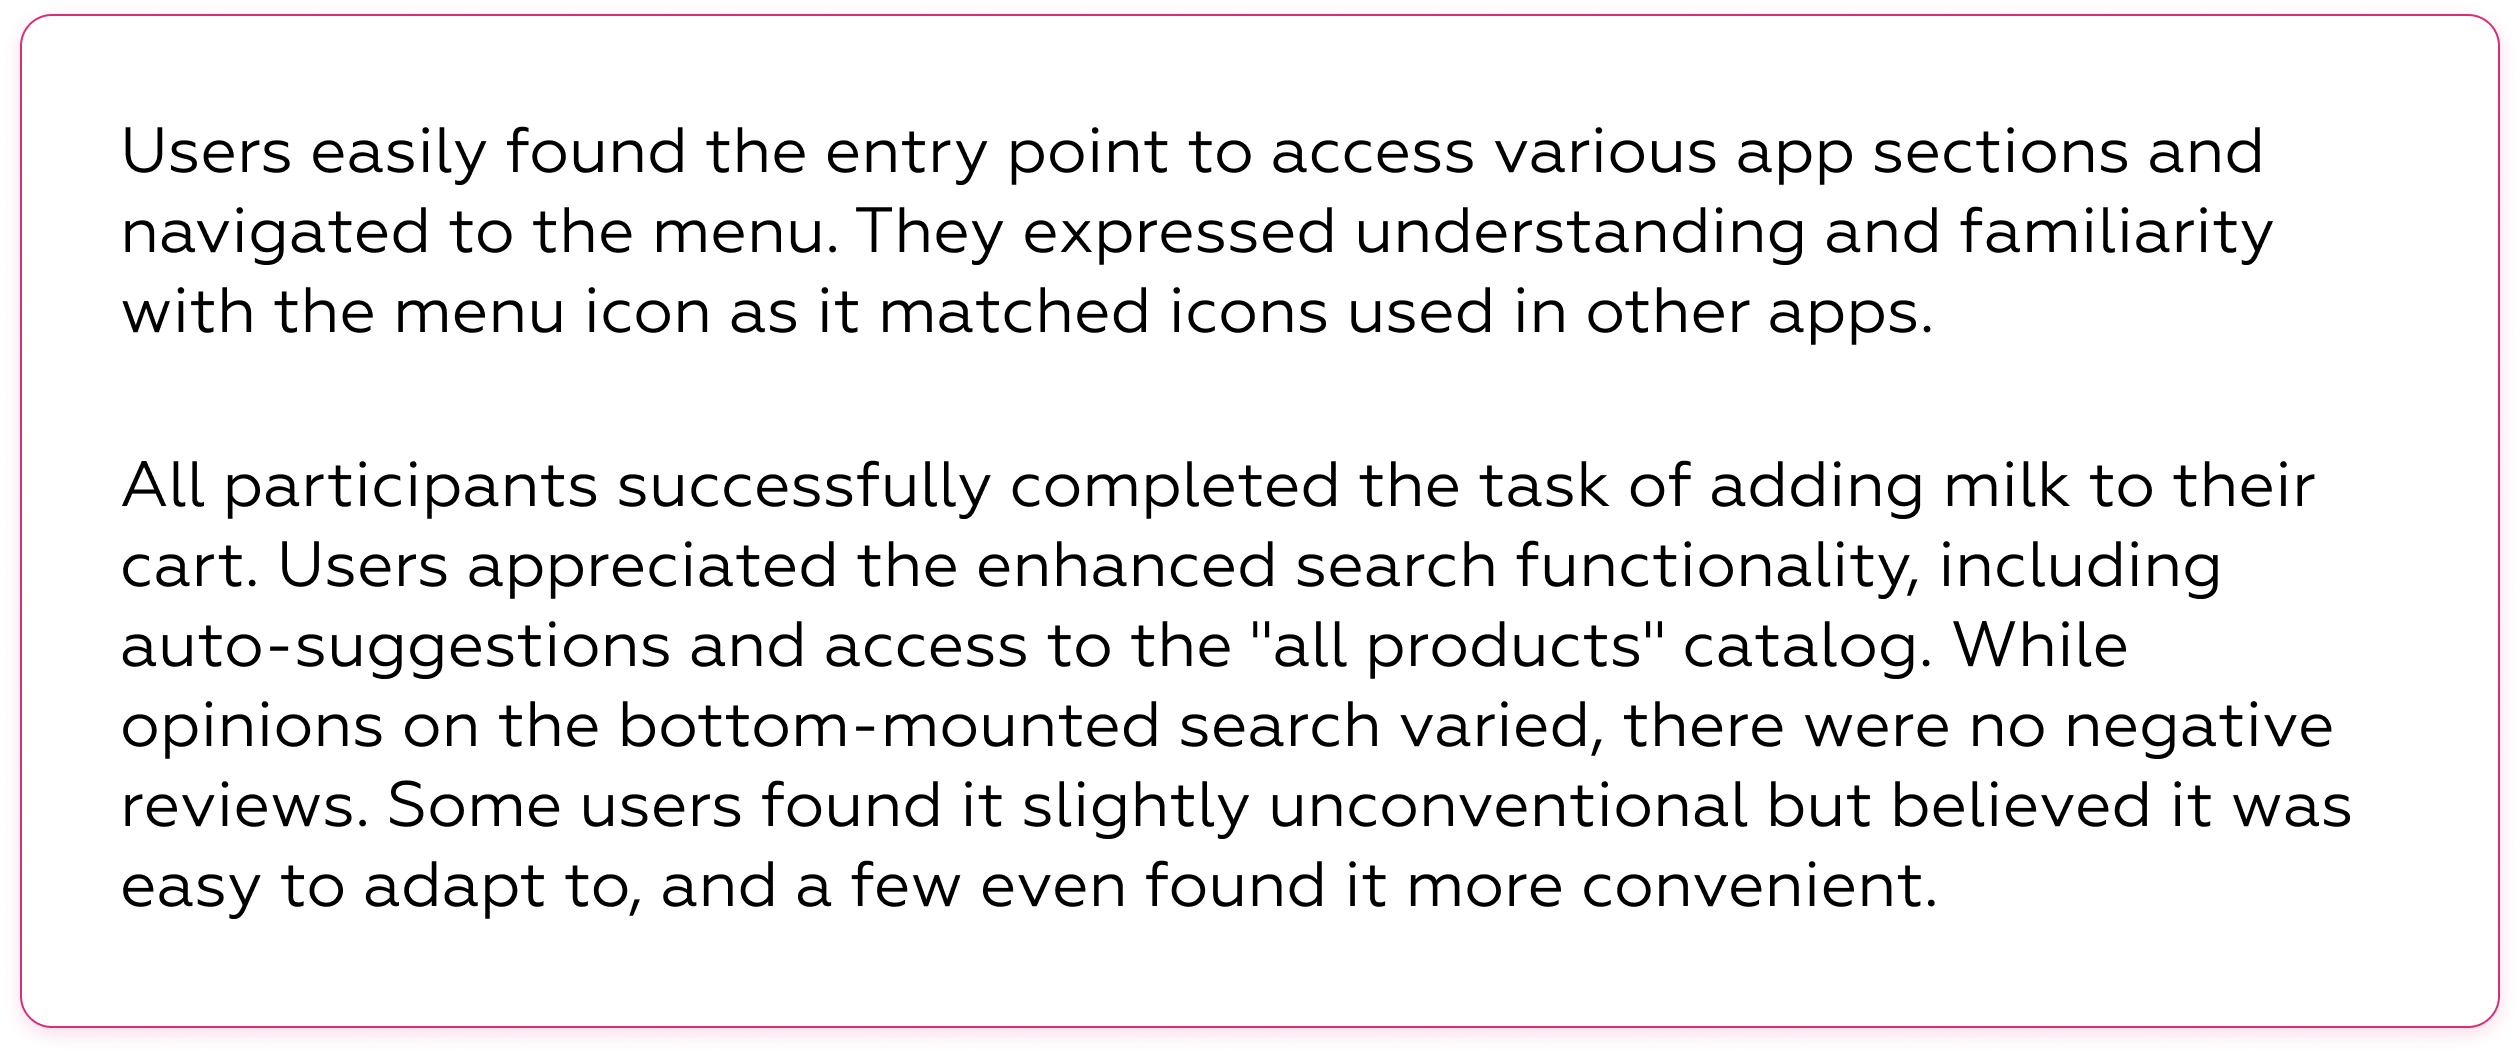 Users easily found the entry point to access various app sections and
navigated to the menu. They expressed understanding and familiarity
with the menu icon as it matched icons used in other apps.
All participants successfully completed the task of adding milk to their
cart. Users appreciated the enhanced search functionality, including
auto-suggestions and access to the "all products" catalog. While
opinions on the bottom-mounted search varied, there were no negative
reviews. Some users found it slightly unconventional but believed it was
easy to adapt to, and a few even found it more convenient.